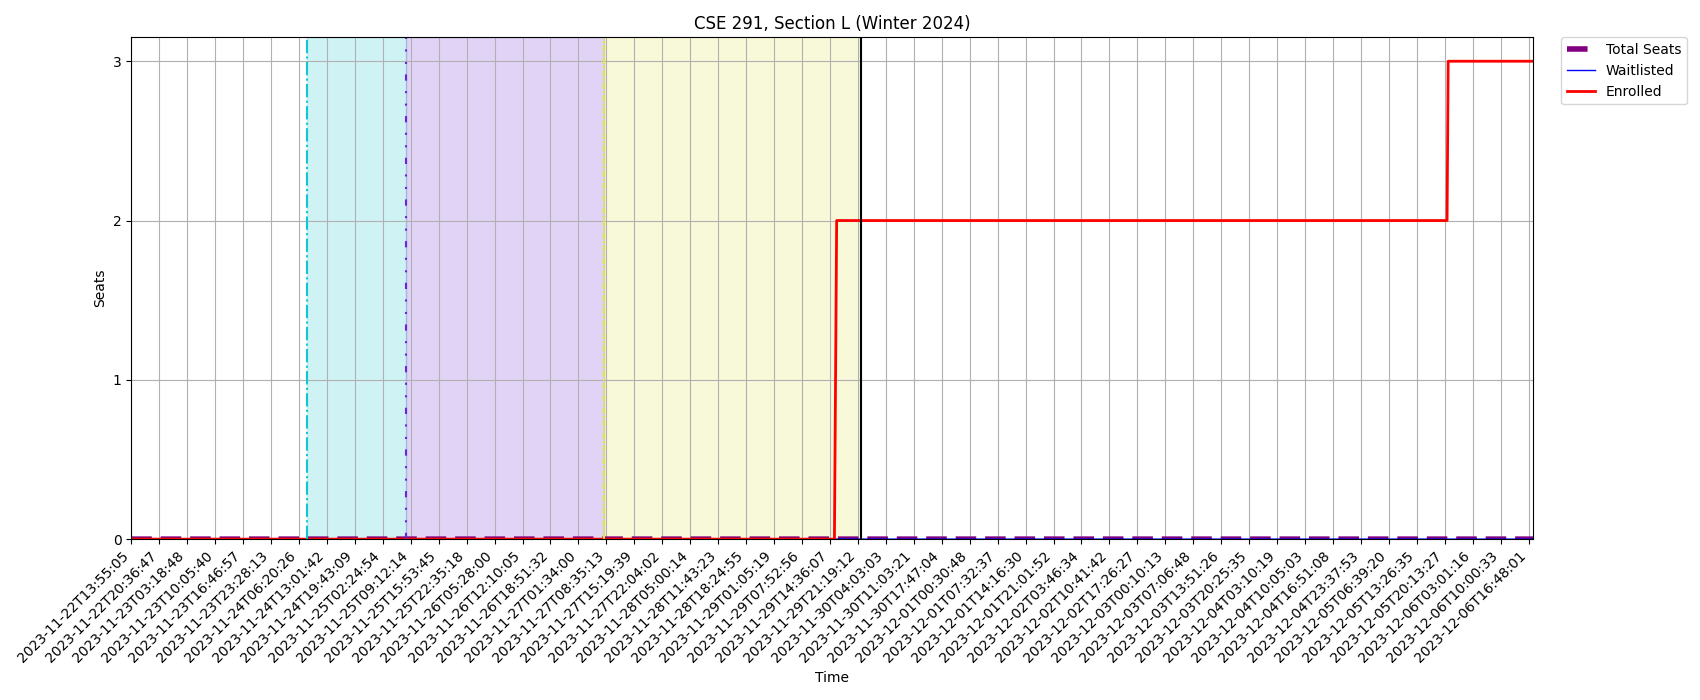 CSE 291, Section L (Winter 2024)
Total Seats
Waitlisted
Enrolled
Seats
3
2
1
0
2023-11-22T13:55:05
2023-11-22T20:36:47
2023-11-23T03:18:48
2023-11-23T10:05:40
2023-11-23T16:46:57
2023-11-23T23:28:13
2023-11-24T06:20:26
2023-11-24T13:01:42
2023-11-24T19:43:09
2023-11-25T02:24:54
2023-11-25T09:12:14
2023-11-25T15:53:45
2023-11-25T22:35:18
2023-11-26T05:28:00
2023-11-26T12:10:05
2023-11-26T18:51:32
2023-11-27T01:34:00
2023-11-27T08:35:13
2023-11-27T15:19:39
2023-11-27T22:04:02
2023-11-28T05:00:14
2023-11-28T11:43:23
2023-11-28T18:24:55
2023-11-29T01:05:19
2023-11-29T07:52:56
2023-11-29T14:36:07
2023-11-29T21:19:12
2023-11-30T04:03:03
2023-11-30T11:03:21
2023-11-30T17:47:04
2023-12-01T00:30:48
2023-12-01T07:32:37
2023-12-01T14:16:30
2023-12-01T21:01:52
2023-12-02T03:46:34
2023-12-02T10:41:42
2023-12-02T17:26:27
2023-12-03T00:10:13
2023-12-03T07:06:48
2023-12-03T13:51:26
2023-12-03T20:25:35
2023-12-04T03:10:19
2023-12-04T10:05:03
2023-12-04T16:51:08
2023-12-04T23:37:53
2023-12-05T06:39:20
2023-12-05T13:26:35
2023-12-05T20:13:27
2023-12-06T03:01:16
2023-12-06T10:00:33
2023-12-06T16:48:01
Time